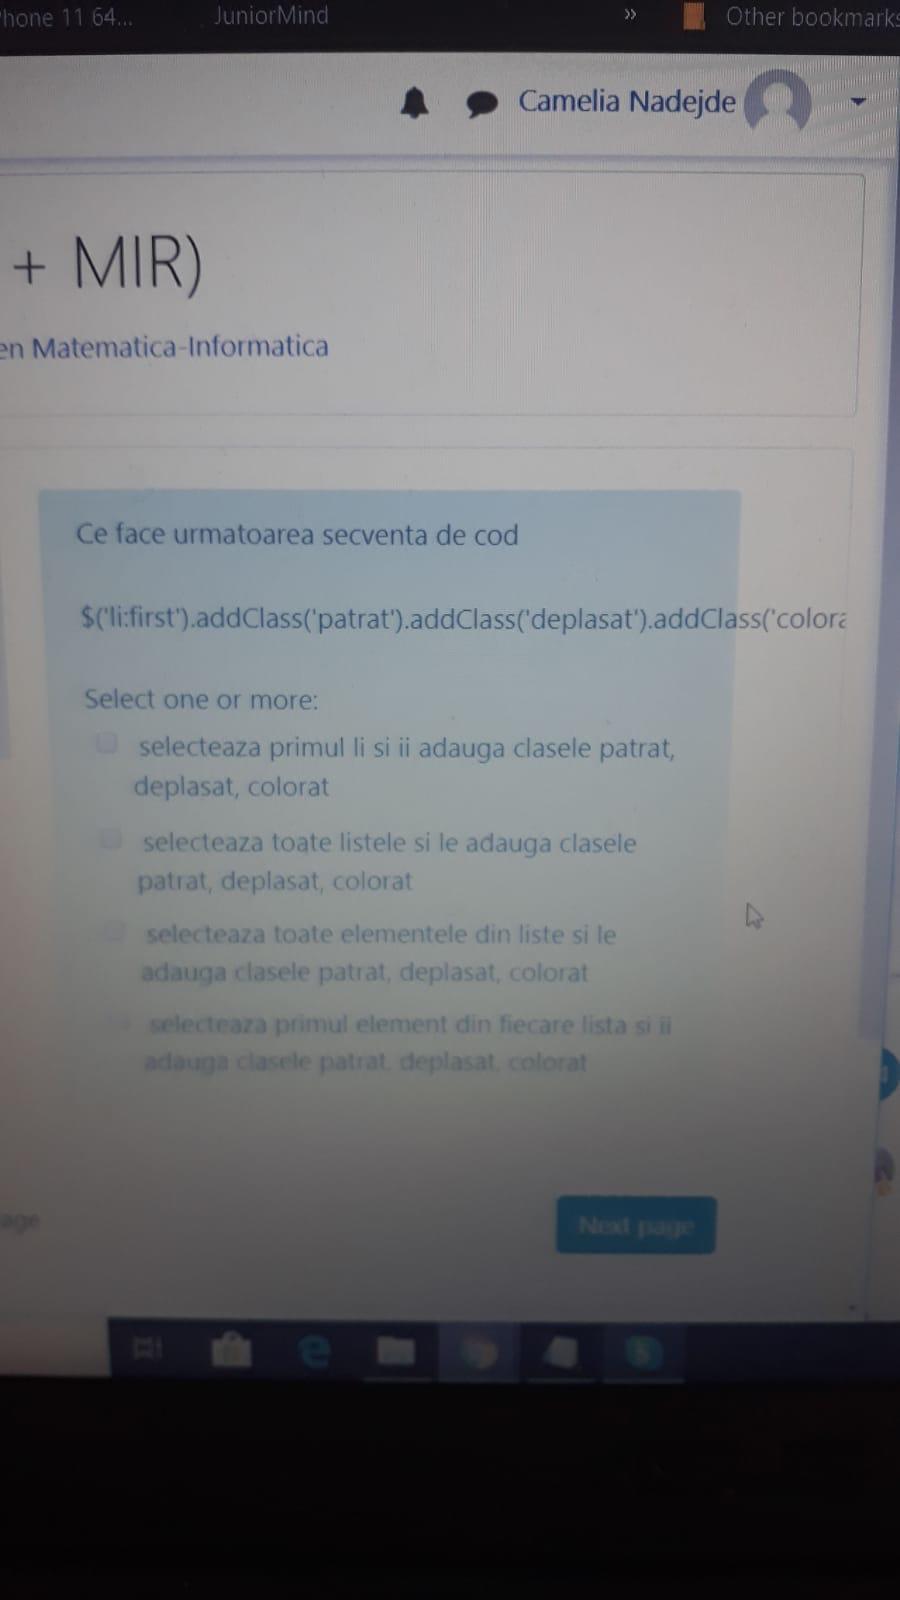 hone 11 64... JuniorMind » Other bookmarks
Camelia Nadejde
+ MIR)
en Matematica-Informatica
Ce face urmatoarea secventa de cod
$('li:first').addClass('patrat').addClass('deplasat').addClass('colora
Select one or more:
selecteaza primul li si ii adauga clasele patrat,
deplasat, colorat
selecteaza toate listele si le adauga clasele
patrat, deplasat, colorat
selecteaza toate elementele din liste si le
adauga clasele patrat, deplasat, colorat
selecteaza primul element din fiecare lista si ii
adauga clasele patrat, deplasat, colorat
age
Next page